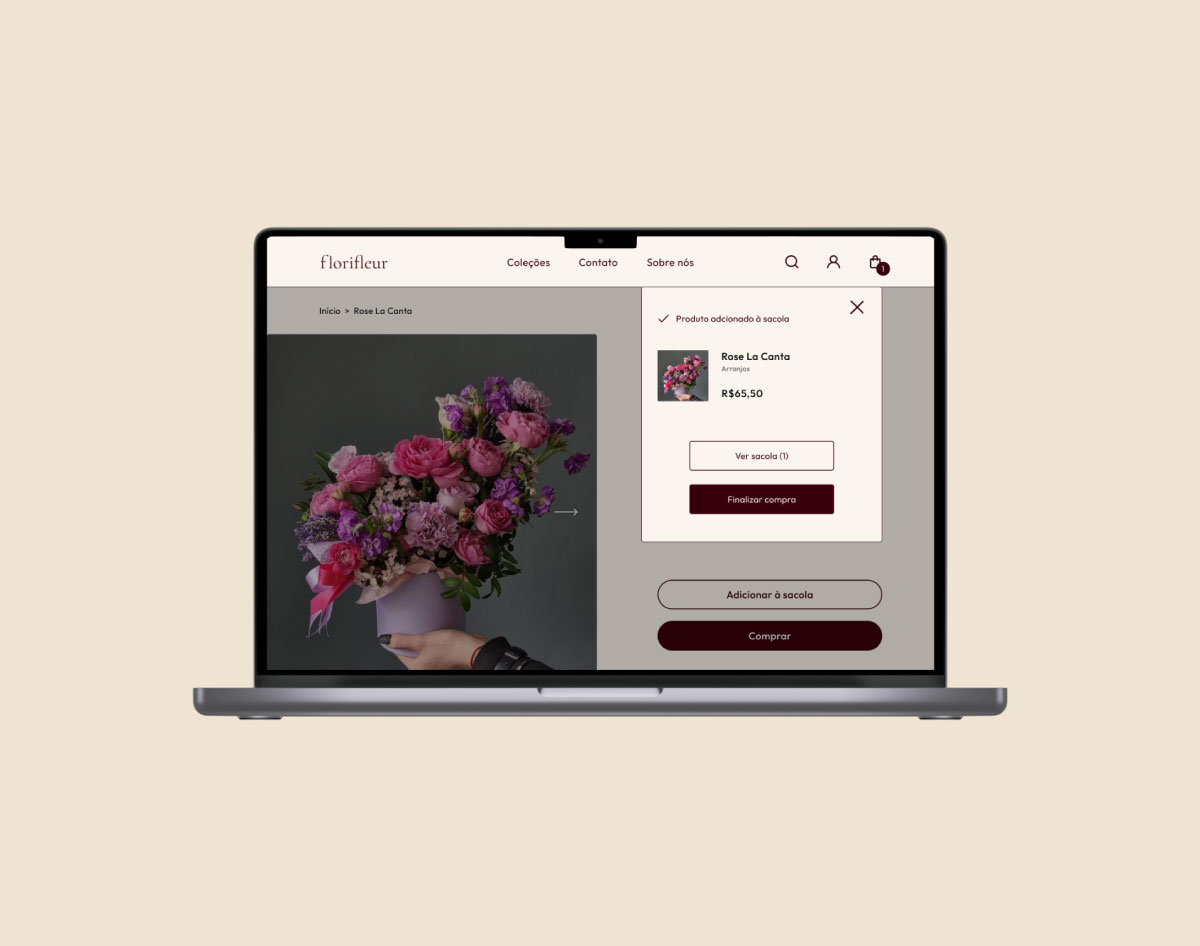 florifleur
Coleções
Contato
Sobre nós
1
Início > Rose La Canta
Produto adcionado à sacola
Rose La Canta
Arranjos
R$65,50
Ver sacola (1)
Finalizar compra
Adicionar à sacola
Comprar